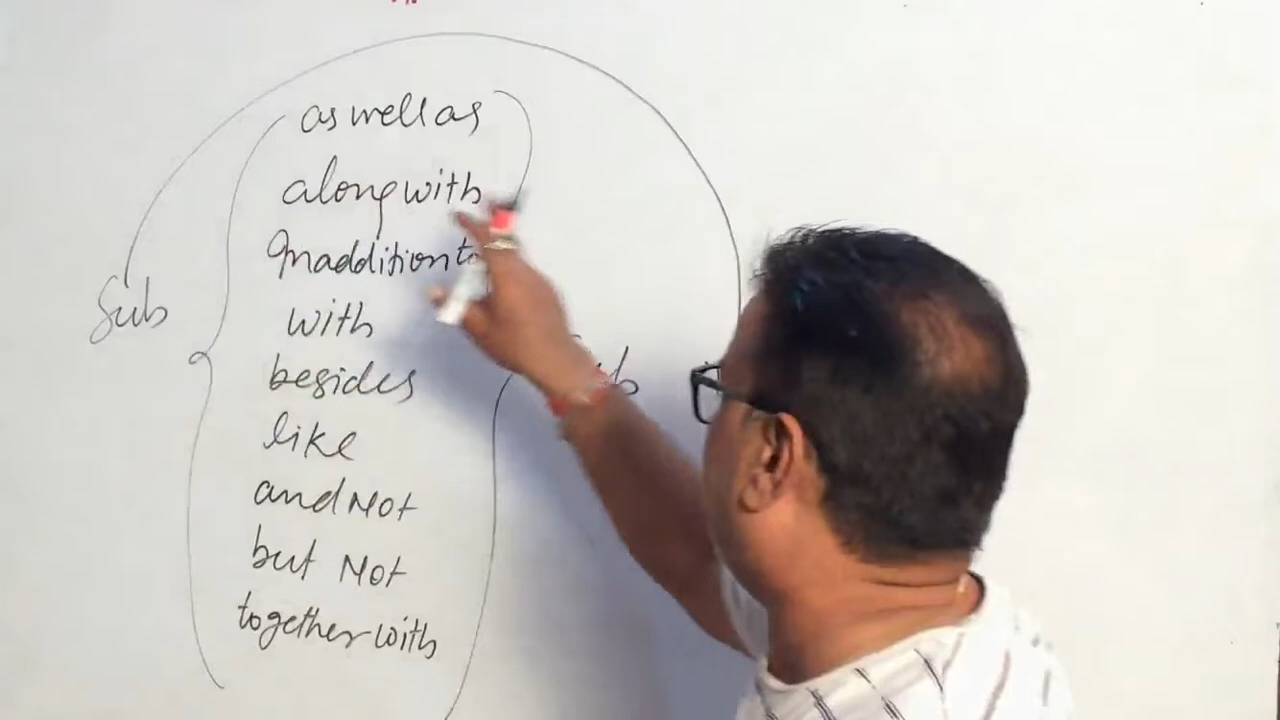 as well as
along with
In addition to
with
Sub
besides
like
and Not
but Not
together with